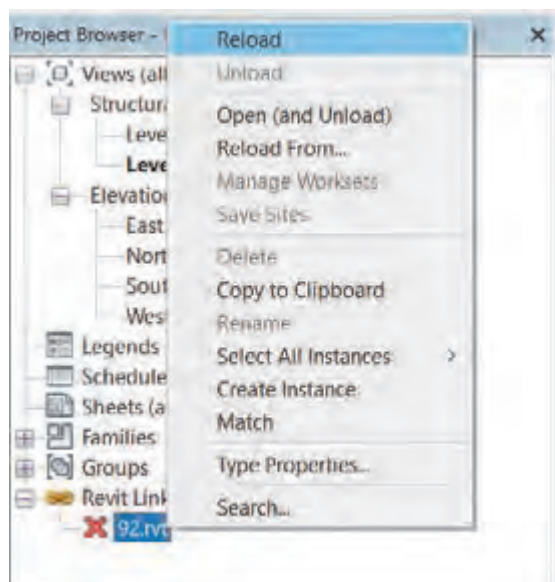 Project Browser -
Reload
Unload
Open (and Unload)
Reload From...
Manage Worksets
Save Sites
Delete
Copy to Clipboard
Rename
Select All Instances
Create Instance
Match
Type Properties...
Search...
Views (all
Structura
Leve
Leve
Elevation
East
Nort
Sout
Wes
Legends
Schedule
Sheets (a
Families
Groups
Revit Link
92.rvt